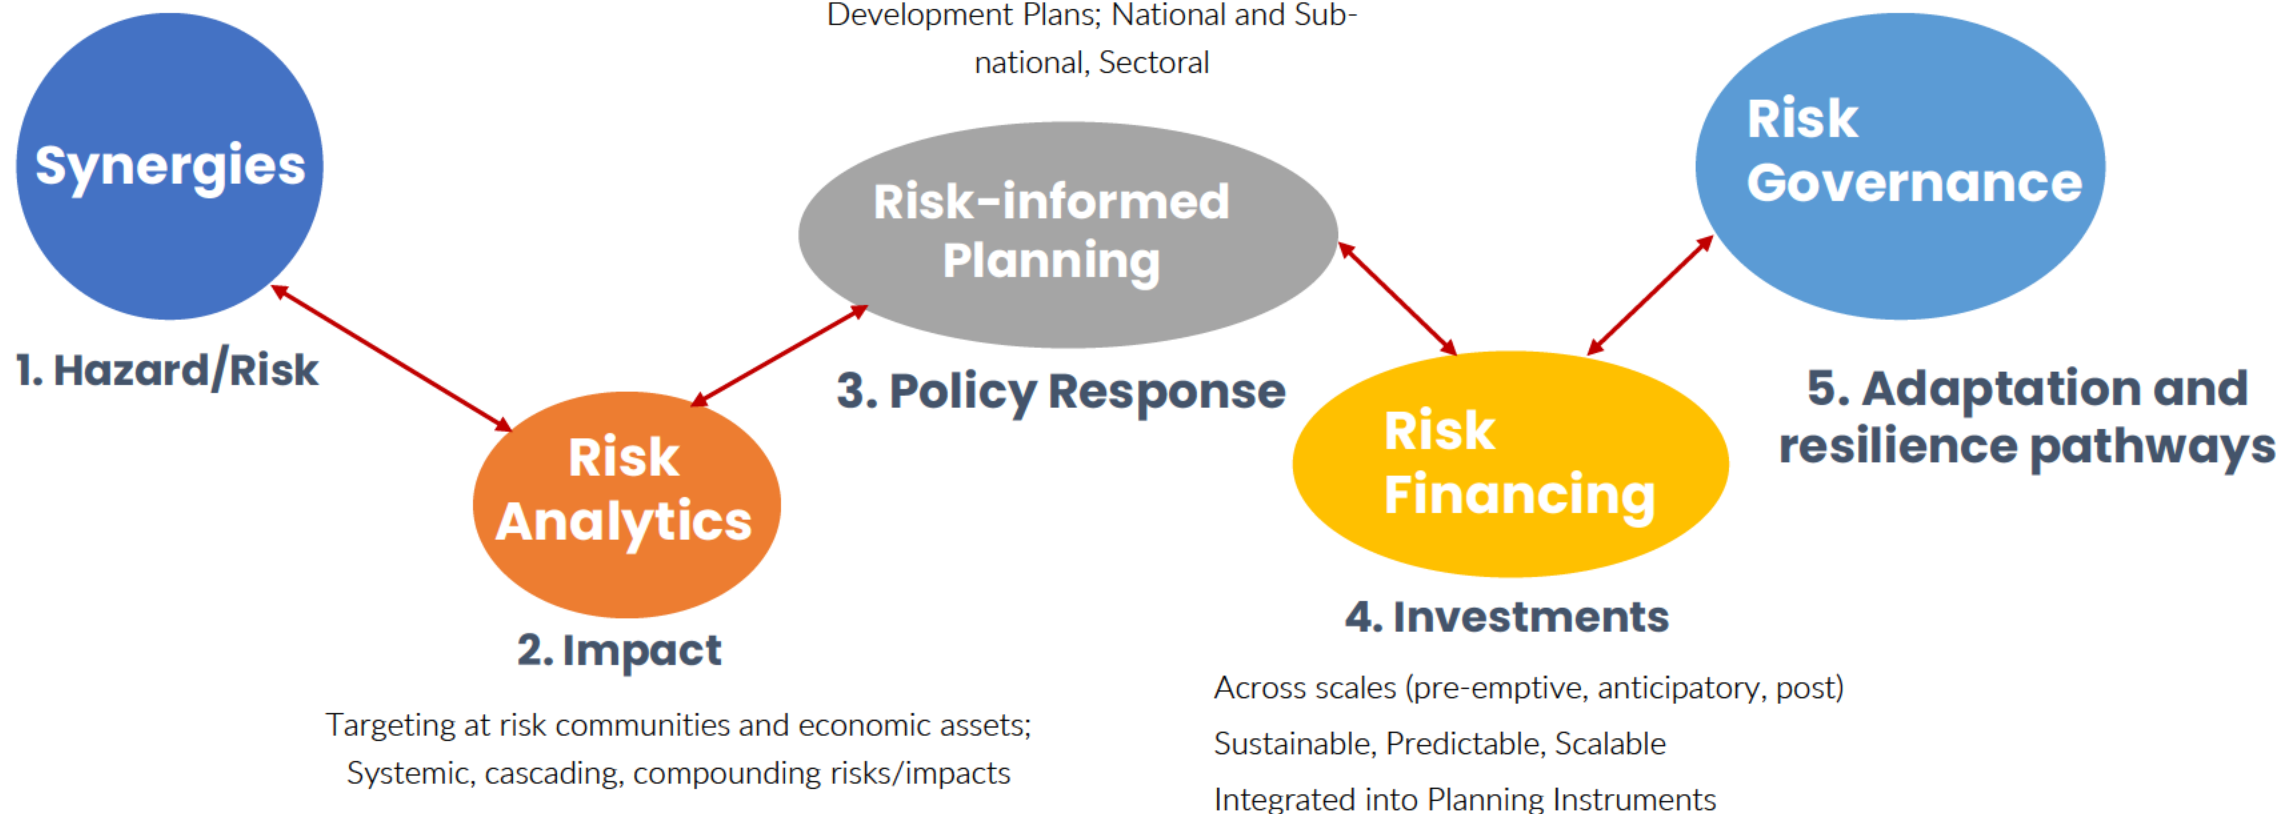 Synergies
1. Hazard/Risk
Risk
Analytics
2. Impact
Targeting at risk communities and economic assets;
Systemic, cascading, compounding risks/impacts
Development Plans; National and Sub-
national, Sectoral
Risk-informed
Planning
3. Policy Response
Risk
Financing
4. Investments
Across scales (pre-emptive, anticipatory, post)
Sustainable, Predictable, Scalable
Integrated into Planning Instruments
Risk
Governance
5. Adaptation and
resilience pathways